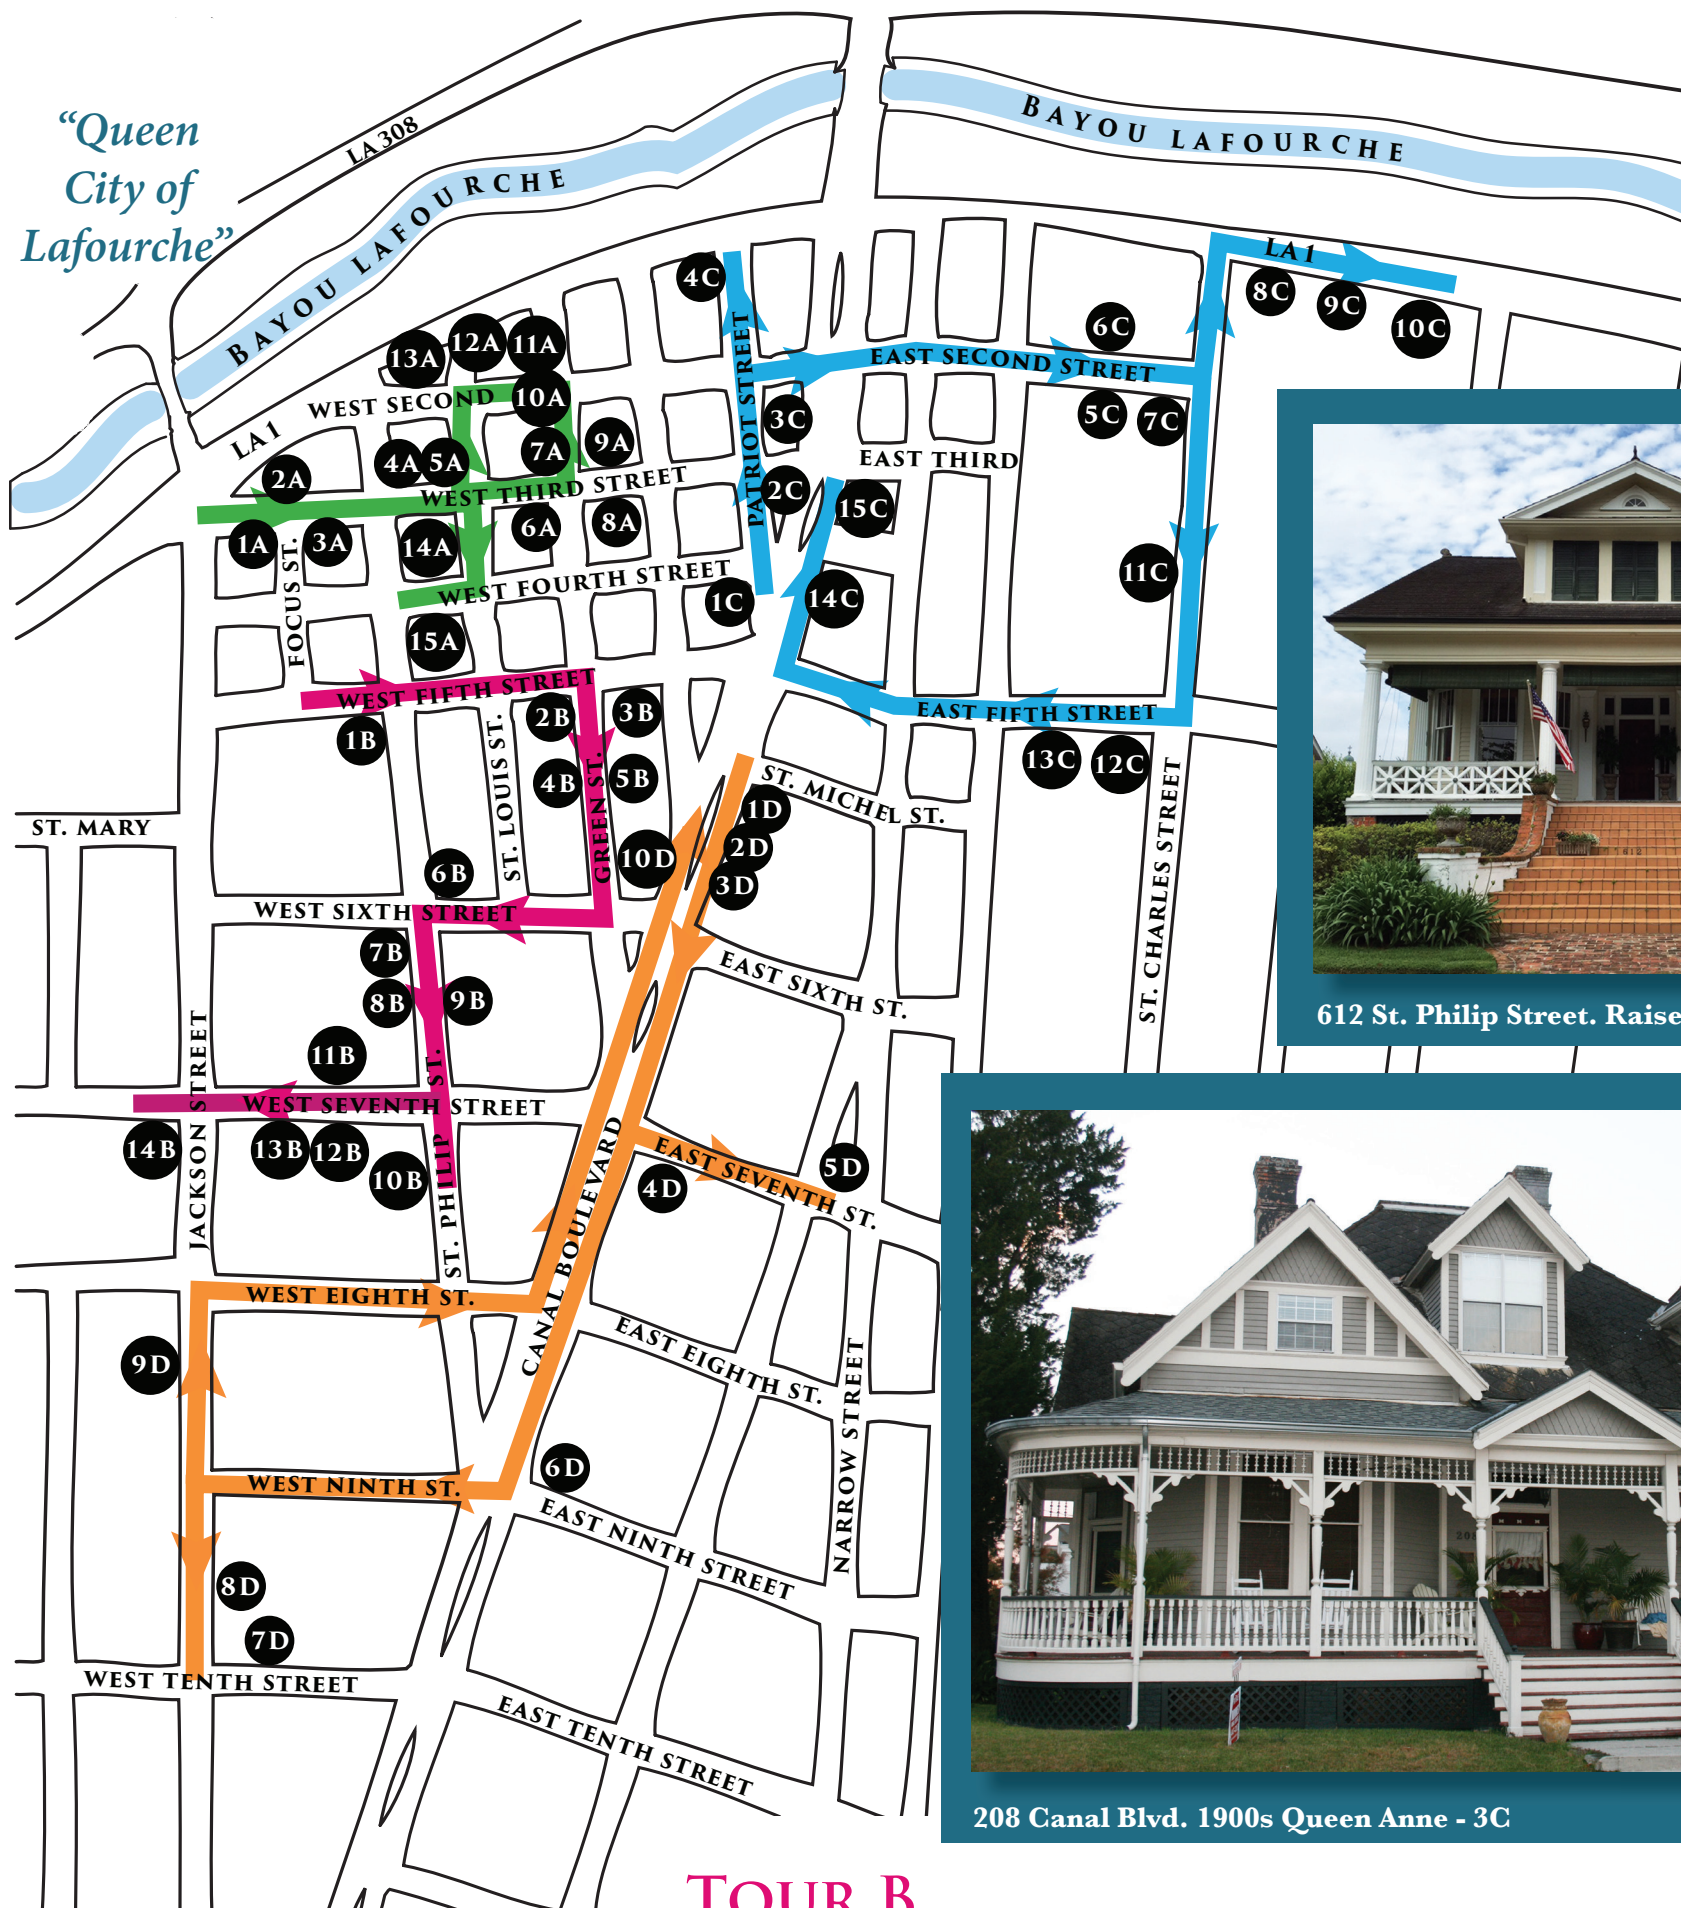 “Queen
City of
Lafourche”
LA 308
BAYOU LAFOURCHE
BAYOU LAFOURCHE
LA 1
4C
8C
9C
10C
6C
12A
11A
13A
PATRIOT STREET
EAST SECOND STREET
WEST SECOND
10A
LA 1
3C
5C
7C
9A
7A
4A
5A
2A
EAST THIRD
WEST THIRD STREET
2C
15C
6A
8A
1A
3A
14A
FOCUS ST.
WEST FOURTH STREET
11C
1C
14C
15A
WEST FIFTH STREET
2B
3B
EAST FIFTH STREET
1B
ST. LOUIS ST.
4B
5B
GREEN ST.
13C
12C
ST. MICHEL ST.
1D
ST. CHARLES STREET
ST. MARY
2D
10D
3D
6B
WEST SIXTH STREET
7B
EAST SIXTH ST.
8B
9B
612 St. Philip Street. Raise
11B
JACKSON STREET
WEST SEVENTH STREET
ST. PHILIP ST.
14B
13B
12B
10B
EAST SEVENTH ST.
5D
4D
CANAL BOULEVARD
WEST EIGHTH ST.
EAST EIGHTH ST.
9D
NARROW STREET
6D
WEST NINTH ST.
EAST NINTH STREET
8D
7D
WEST TENTH STREET
EAST TENTH STREET
208 Canal Blvd. 1900s Queen Anne - 3C
TOUR B